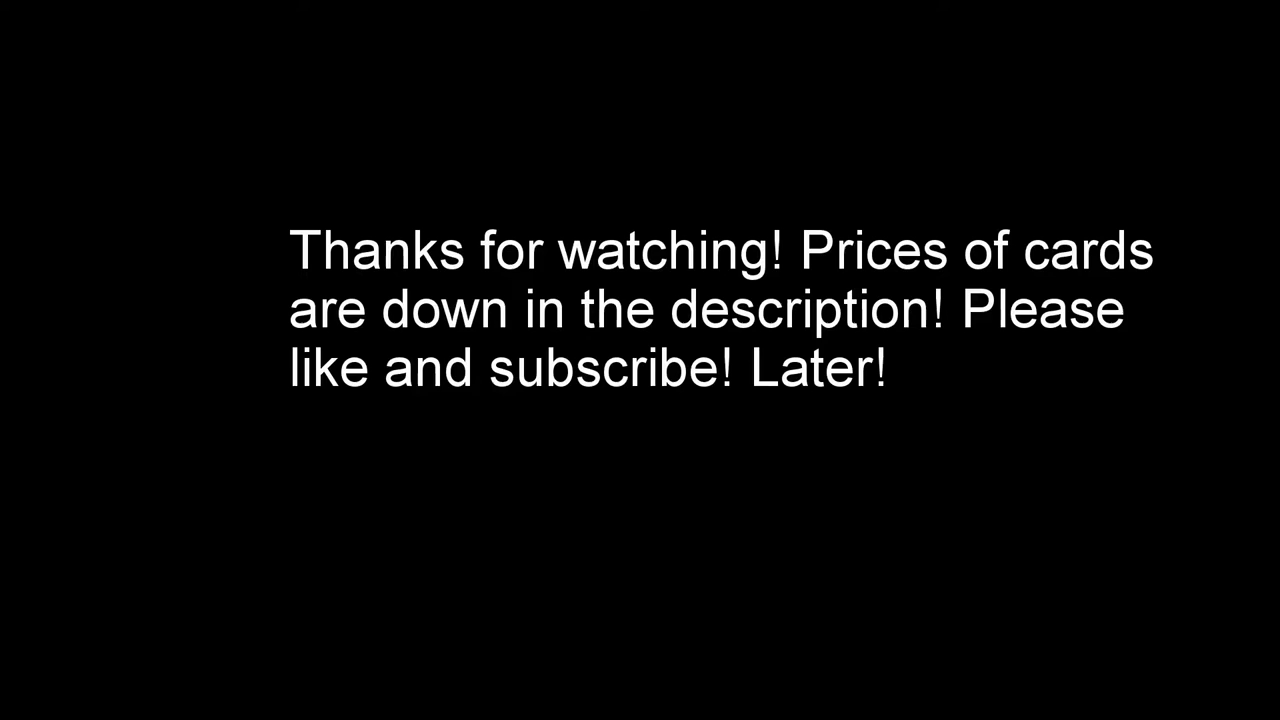 Thanks for watching! Prices of cards
are down in the description! Please
like and subscribe! Later!